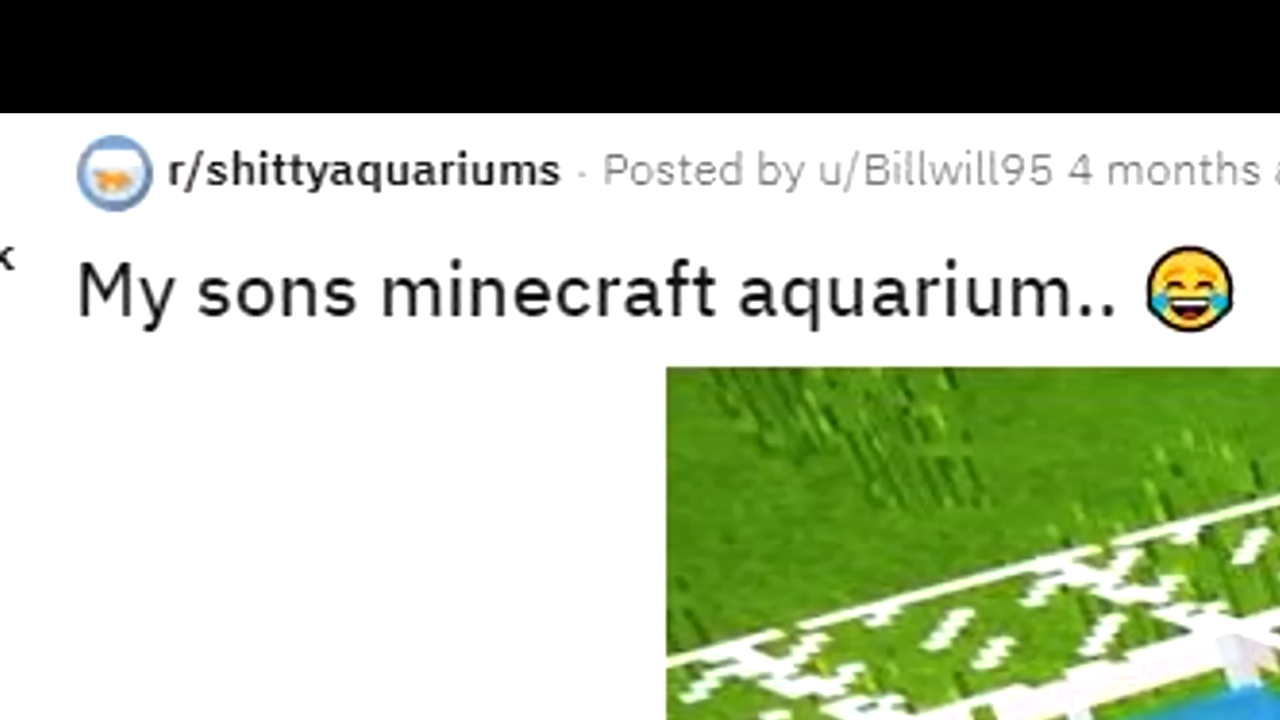 r/shittyaquariums · Posted by u/Billwill95 4 months
My sons minecraft aquarium.. 😂